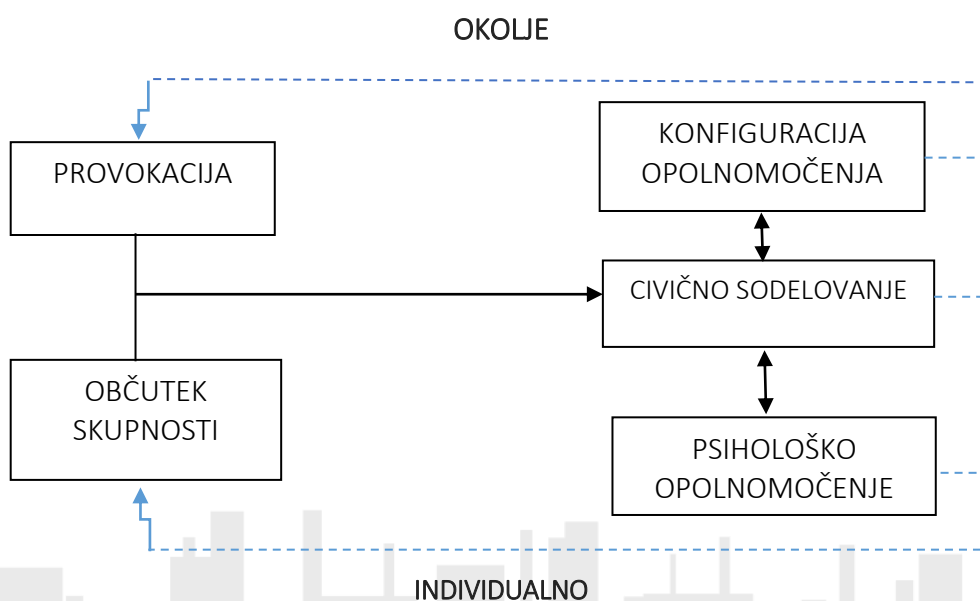 OKOLJE
PROVOKACIJA
KONFIGURACIJA
OPOLNOMOČENJA
CIVIČNO SODELOVANJE
OBČUTEK
SKUPNOSTI
PSIHOLOŠKO
OPOLNOMOČENJE
INDIVIDUALNO